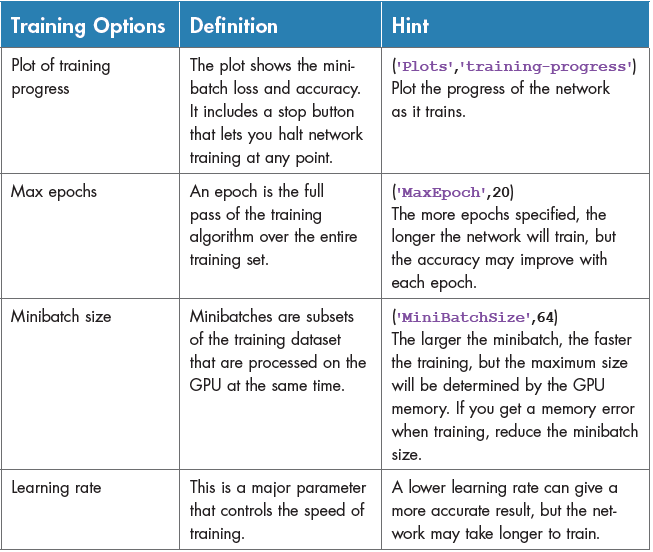 Training Options Definition Hint
Plot of training
progress
The plot shows the mini-
batch loss and accuracy.
It includes a stop button
that lets you halt network
training at any point.
('Plots','training-progress')
Plot the progress of the network
as it trains.
Max epochs
An epoch is the full
pass of the training
algorithm over the entire
training set.
('MaxEpoch',20)
The more epochs specified, the
longer the network will train, but
the accuracy may improve with
each epoch.
Minibatch size
Minibatches are subsets
of the training dataset
that are processed on the
GPU at the same time.
('MiniBatchSize',64)
The larger the minibatch, the faster
the training, but the maximum size
will be determined by the GPU
memory. If you get a memory error
when training, reduce the minibatch
size.
Learning rate
This is a major parameter
that controls the speed of
training.
A lower learning rate can give a
more accurate result, but the net-
work may take longer to train.